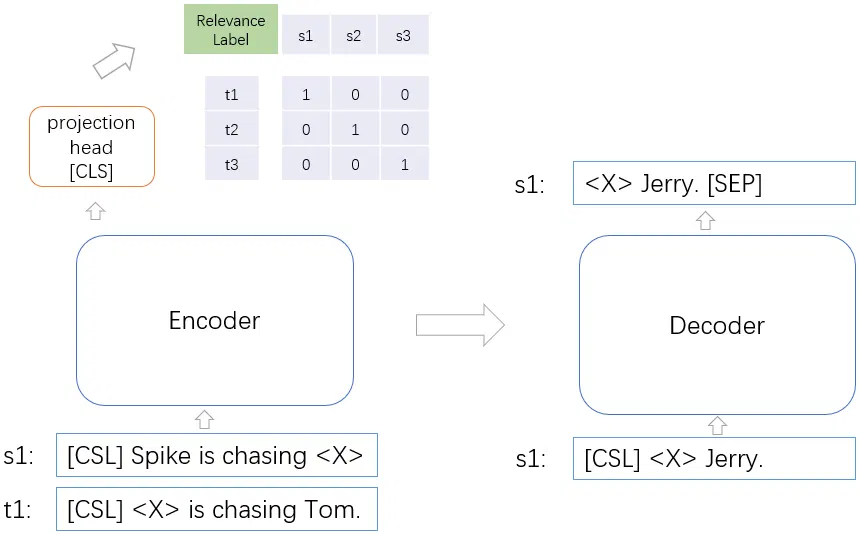 Relevance
Label
s1 s2 s3
t1 1 0 0
t2 0 1 0
t3 0 0 1
projection
head
[CLS]
s1: <X> Jerry. [SEP]
Encoder
Decoder
s1: [CSL] Spike is chasing <X>
t1: [CSL] <X> is chasing Tom.
s1: [CSL] <X> Jerry.